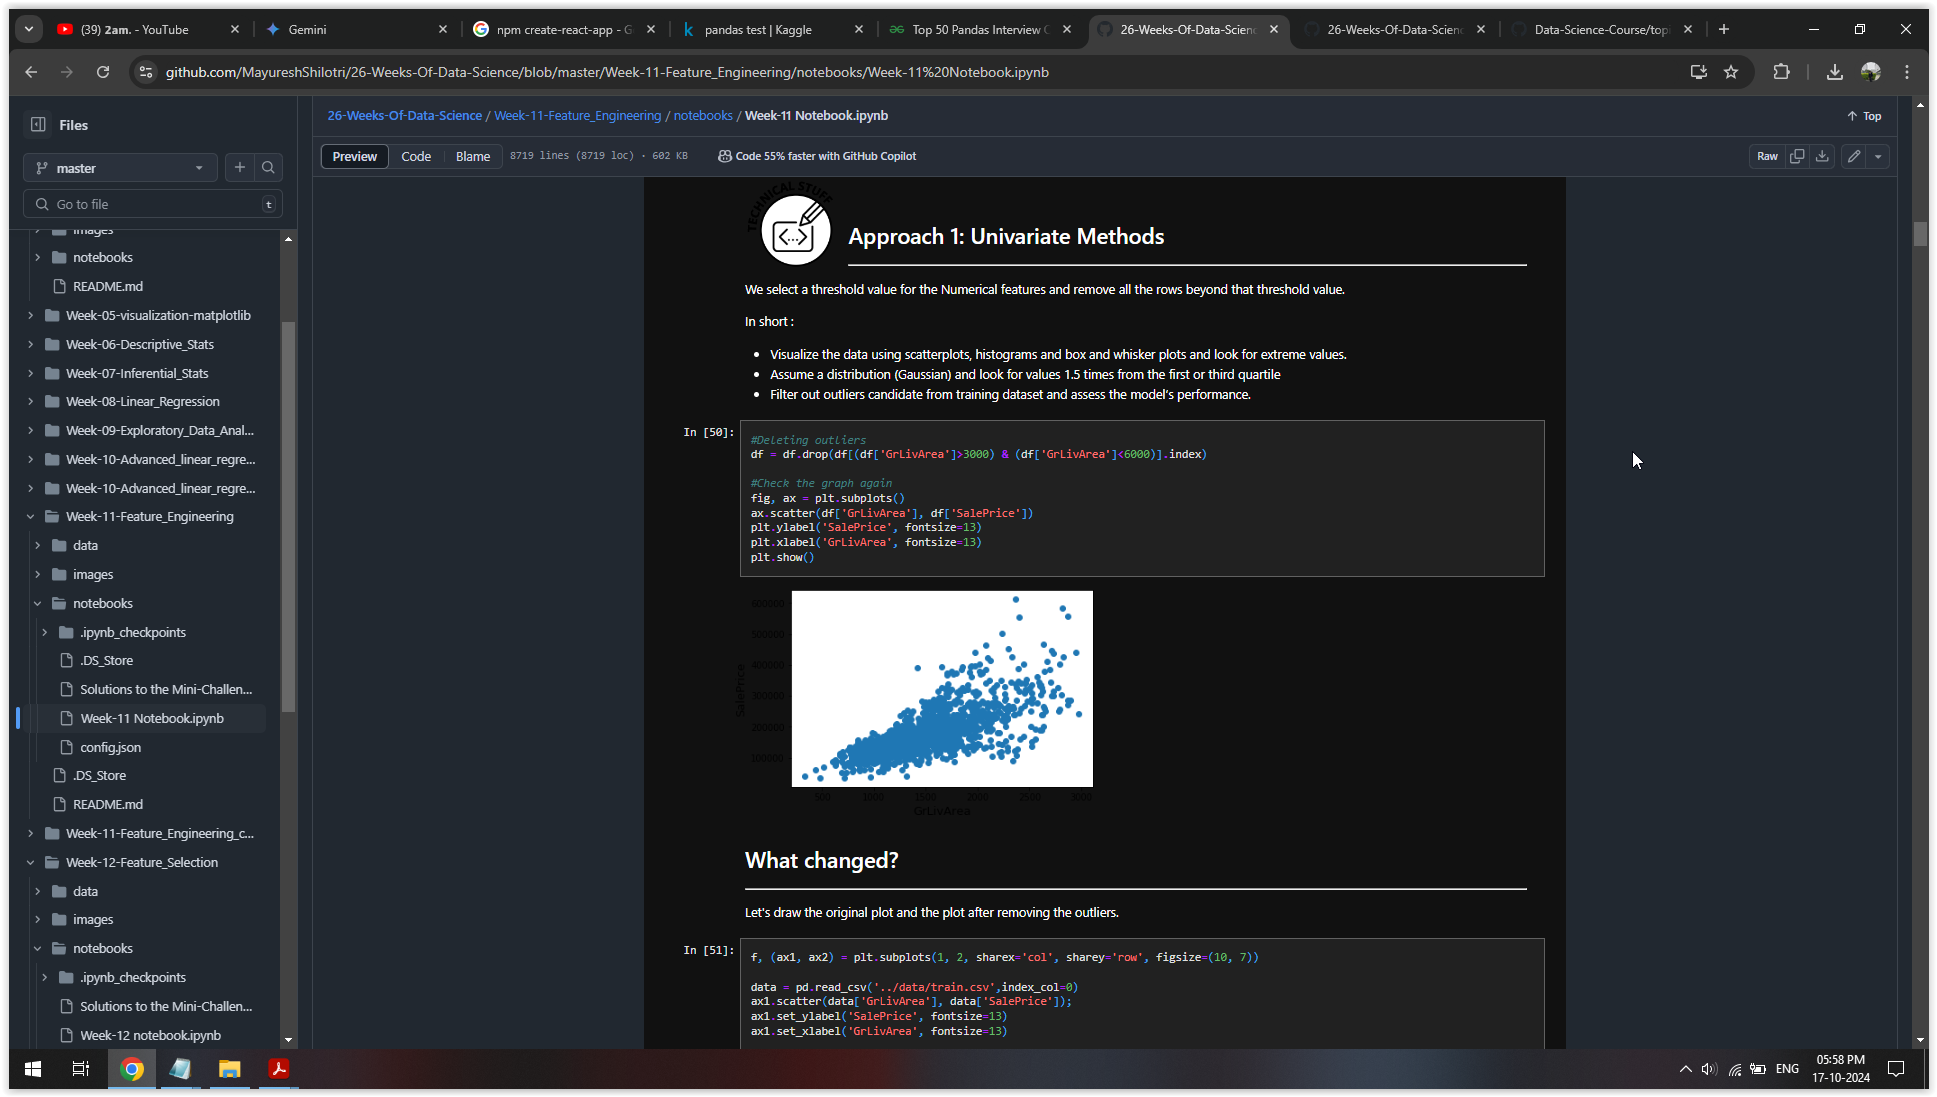 (39) 2am. - YouTube
Gemini
npm create-react-app - G
pandas test | Kaggle
Top 50 Pandas Interview
26-Weeks-Of-Data-Scien
26-Weeks-Of-Data-Scienc
Data-Science-Course/topi
github.com/MayureshShilotri/26-Weeks-Of-Data-Science/blob/master/Week-11-Feature_Engineering/notebooks/Week-11%20Notebook.ipynb
Files
master
Go to file
t
images
notebooks
README.md
Week-05-visualization-matplotlib
Week-06-Descriptive_Stats
Week-07-Inferential_Stats
Week-08-Linear_Regression
Week-09-Exploratory_Data_Anal...
Week-10-Advanced_linear_regre...
Week-10-Advanced_linear_regre...
Week-11-Feature_Engineering
data
images
notebooks
.ipynb_checkpoints
.DS_Store
Solutions to the Mini-Challen...
Week-11 Notebook.ipynb
config.json
.DS_Store
README.md
Week-11-Feature_Engineering_c...
Week-12-Feature_Selection
data
images
notebooks
.ipynb_checkpoints
Solutions to the Mini-Challen...
Week-12 notebook.ipynb
26-Weeks-Of-Data-Science / Week-11-Feature_Engineering / notebooks / Week-11 Notebook.ipynb
Top
Preview
Code
Blame
8719 lines (8719 loc) · 602 KB
Code 55% faster with GitHub Copilot
Raw
TECHNICAL STUFF
Approach 1: Univariate Methods
We select a threshold value for the Numerical features and remove all the rows beyond that threshold value.
In short :
• Visualize the data using scatterplots, histograms and box and whisker plots and look for extreme values.
• Assume a distribution (Gaussian) and look for values 1.5 times from the first or third quartile
• Filter out outliers candidate from training dataset and assess the model's performance.
In [50]:
#Deleting outliers
df = df.drop(df[(df['GrLivArea']>3000) & (df['GrLivArea']<6000)].index)
#Check the graph again
fig, ax = plt.subplots()
ax.scatter(df['GrLivArea'], df['SalePrice'])
plt.ylabel('SalePrice', fontsize=13)
plt.xlabel('GrLivArea', fontsize=13)
plt.show()
600000
500000
400000
300000
200000
100000
SalePrice
500
1000
1500
2000
2500
3000
GrLivArea
What changed?
Let's draw the original plot and the plot after removing the outliers.
In [51]:
f, (ax1, ax2) = plt.subplots(1, 2, sharex='col', sharey='row', figsize=(10, 7))
data = pd.read_csv('../data/train.csv',index_col=0)
ax1.scatter(data['GrLivArea'], data['SalePrice']);
ax1.set_ylabel('SalePrice', fontsize=13)
ax1.set_xlabel('GrLivArea', fontsize=13)
ENG
05:58 PM
17-10-2024